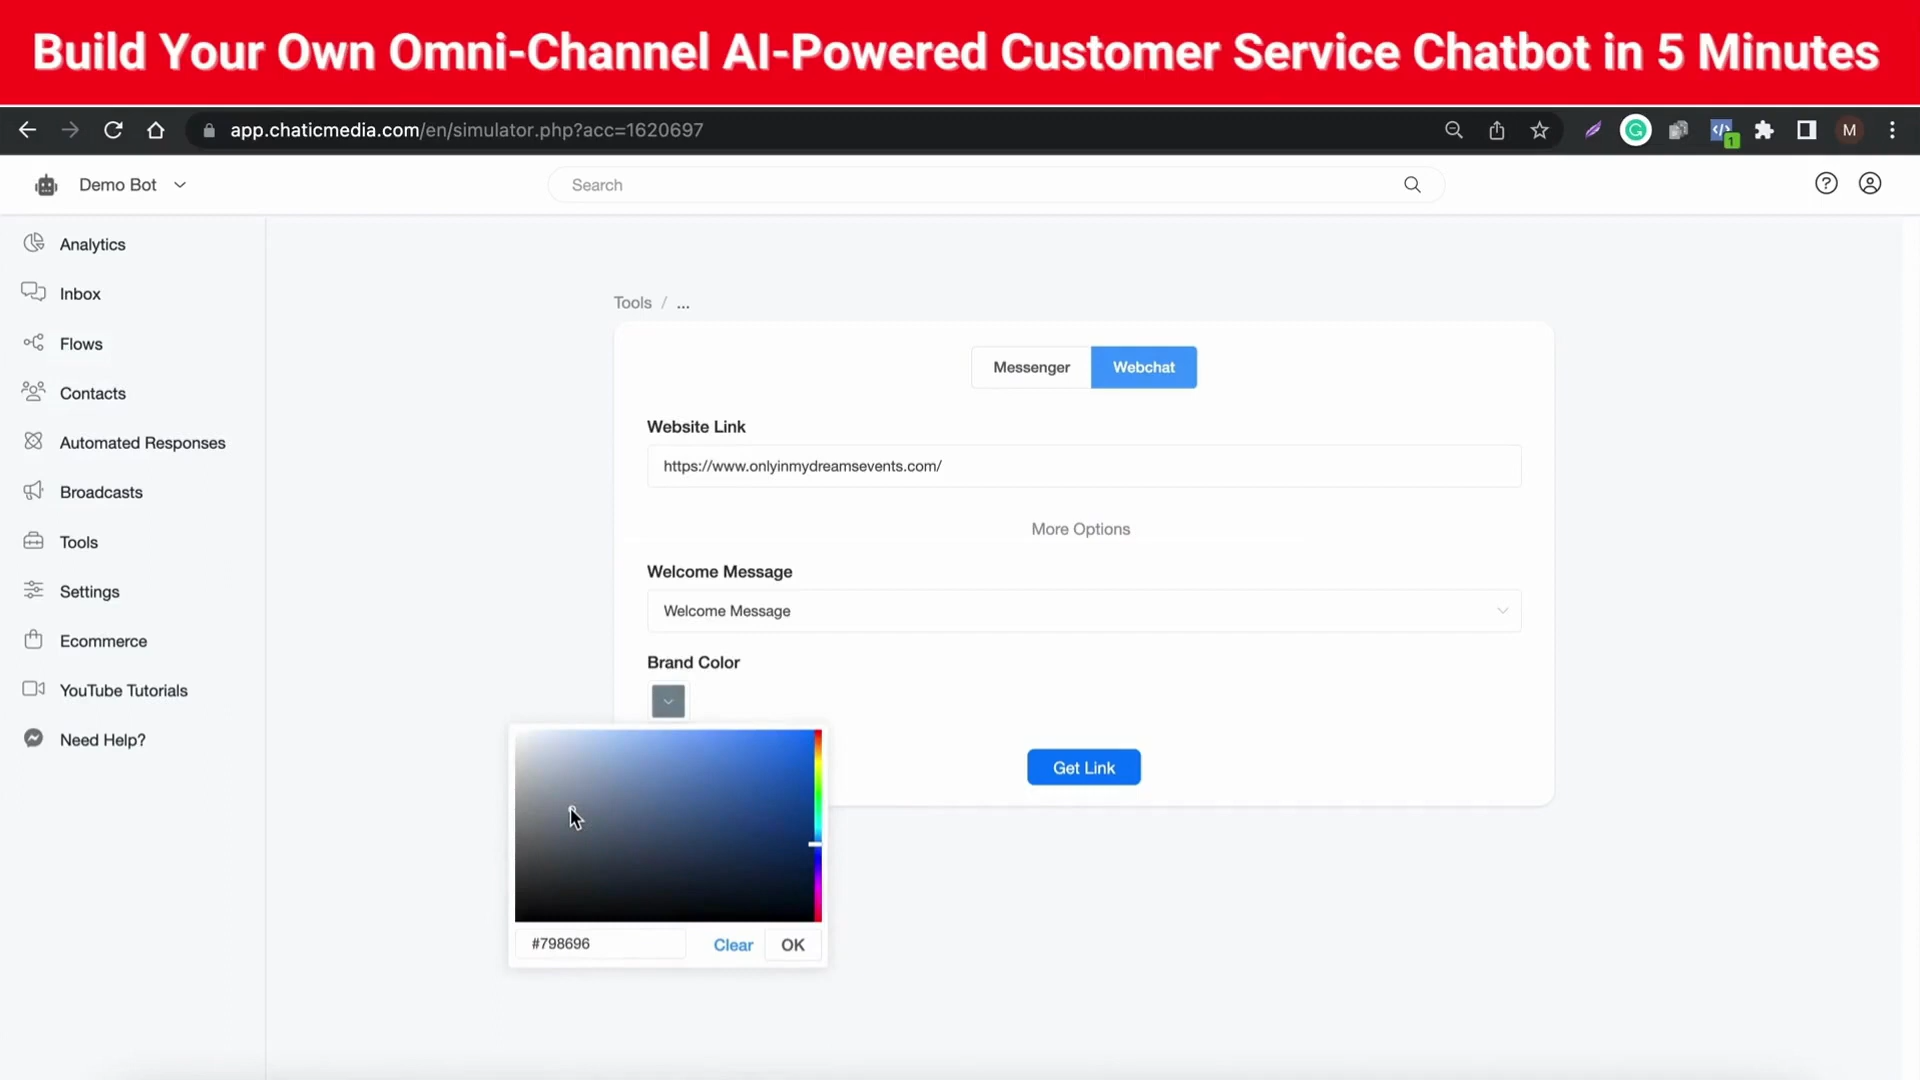 Build Your Own Omni-Channel AI-Powered Customer Service Chatbot in 5 Minutes
app.chaticmedia.com/en/simulator.php?acc=1620697
1
M
Demo Bot
Search
Analytics
Inbox
Flows
Contacts
Automated Responses
Broadcasts
Tools
Settings
Ecommerce
YouTube Tutorials
Need Help?
Tools / ...
Messenger Webchat
Website Link
https://www.onlyinmydreamsevents.com/
More Options
Welcome Message
Welcome Message
Brand Color
Get Link
#798696 Clear OK